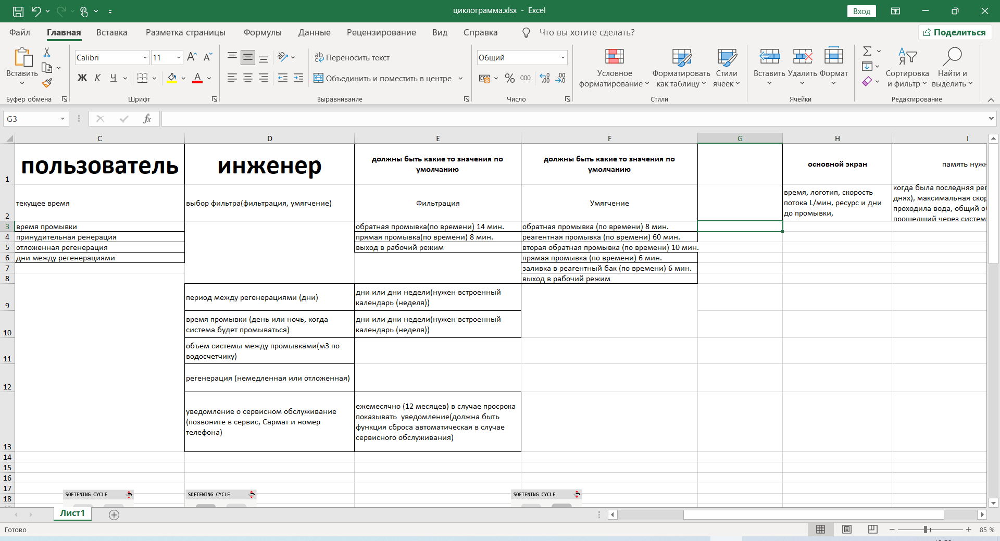 циклограмма.xlsx - Excel
Вход
Файл Главная Вставка Разметка страницы Формулы Данные Рецензирование Вид Справка Что вы хотите сделать? Поделиться
Вставить
Буфер обмена
Calibri 11
Ж К Ч
Шрифт
Переносить текст
Объединить и поместить в центре
Выравнивание
Общий
% 000
Число
Условное форматирование
Форматировать как таблицу
Стили ячеек
Стили
Вставить Удалить Формат
Ячейки
Сортировка и фильтр
Найти и выделить
Редактирование
G3
fx
C D E F G H I
1
пользователь
инженер
должны быть какие то значения по
умолчанию
должны быть какие то значения по
умолчанию
основной экран
память нужн
2
текущее время
выбор фильтра(фильтрация, умягчение)
Фильтрация
Умягчение
время, логотип, скорость
потока L/мин, ресурс и дни
до промывки,
когда была последняя рег
днях), максимальная скор
проходила вода, общий о
прошедший через систем
3 время промывки обратная промывка(по времени) 14 мин. обратная промывка (по времени) 8 мин.
4 принудительная ренерация прямая промывка(по времени) 8 мин. реагентная промывка (по времени) 60 мин.
5 отложенная регенерация выход в рабочий режим вторая обратная промывка (по времени) 10 мин.
6 дни между регенерациями прямая промывка (по времени) 6 мин.
7 заливка в реагентный бак (по времени) 6 мин.
8 выход в рабочий режим
9
период между регенерациями (дни)
дни или дни недели(нужен встроенный
календарь (неделя))
10
время промывки (день или ночь, когда
система будет промываться)
дни или дни недели(нужен встроенный
календарь (неделя))
11
объем системы между промывками(м3 по
водосчетчику)
12
регенерация (немедленная или отложенная)
13
уведомление о сервисном обслуживание
(позвоните в сервис, Сармат и номер
телефона)
ежемесячно (12 месяцев) в случае просрока
показывать  уведомление(должна быть
функция сброса автоматическая в случае
сервисного обслуживания)
14
15
16
17
18
SOFTENING CYCLE SOFTENING CYCLE SOFTENING CYCLE
Лист1
Готово
85 %